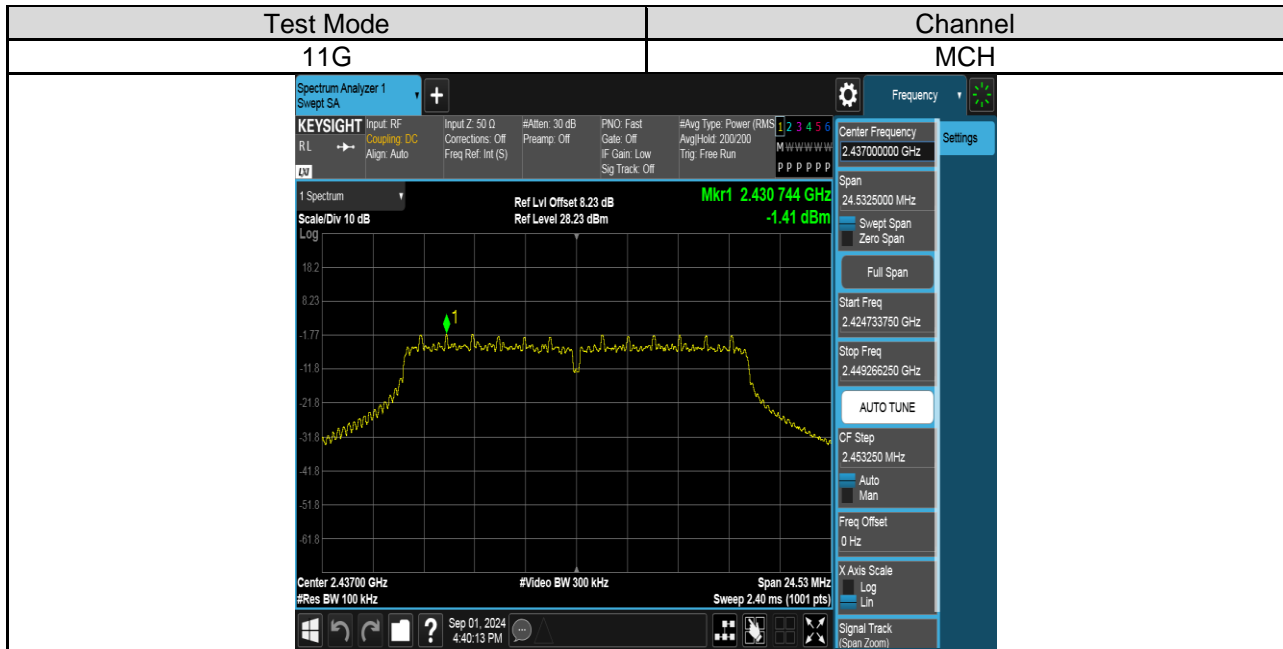 Test Mode Channel
11G MCH
Spectrum Analyzer 1
Swept SA
Frequency
KEYSIGHT
RL
LXI
Input: RF
Coupling: DC
Align: Auto
Input Z: 50 Ω
Corrections: Off
Freq Ref: Int (S)
#Atten: 30 dB
Preamp: Off
PNO: Fast
Gate: Off
IF Gain: Low
Sig Track: Off
#Avg Type: Power (RMS
Avg|Hold: 200/200
Trig: Free Run
1 2 3 4 5 6
M W W W W W
P P P P P P
1 Spectrum
Scale/Div 10 dB
Log
Ref Lvl Offset 8.23 dB
Ref Level 28.23 dBm
Mkr1 2.430 744 GHz
-1.41 dBm
18.2
8.23
-1.77
-11.8
-21.8
-31.8
-41.8
-51.8
-61.8
1
Center 2.43700 GHz
#Res BW 100 kHz
#Video BW 300 kHz
Span 24.53 MHz
Sweep 2.40 ms (1001 pts)
Sep 01, 2024
4:40:13 PM
Center Frequency
2.437000000 GHz
Settings
Span
24.5325000 MHz
Swept Span
Zero Span
Full Span
Start Freq
2.424733750 GHz
Stop Freq
2.449266250 GHz
AUTO TUNE
CF Step
2.453250 MHz
Auto
Man
Freq Offset
0 Hz
X Axis Scale
Log
Lin
Signal Track
(Span Zoom)